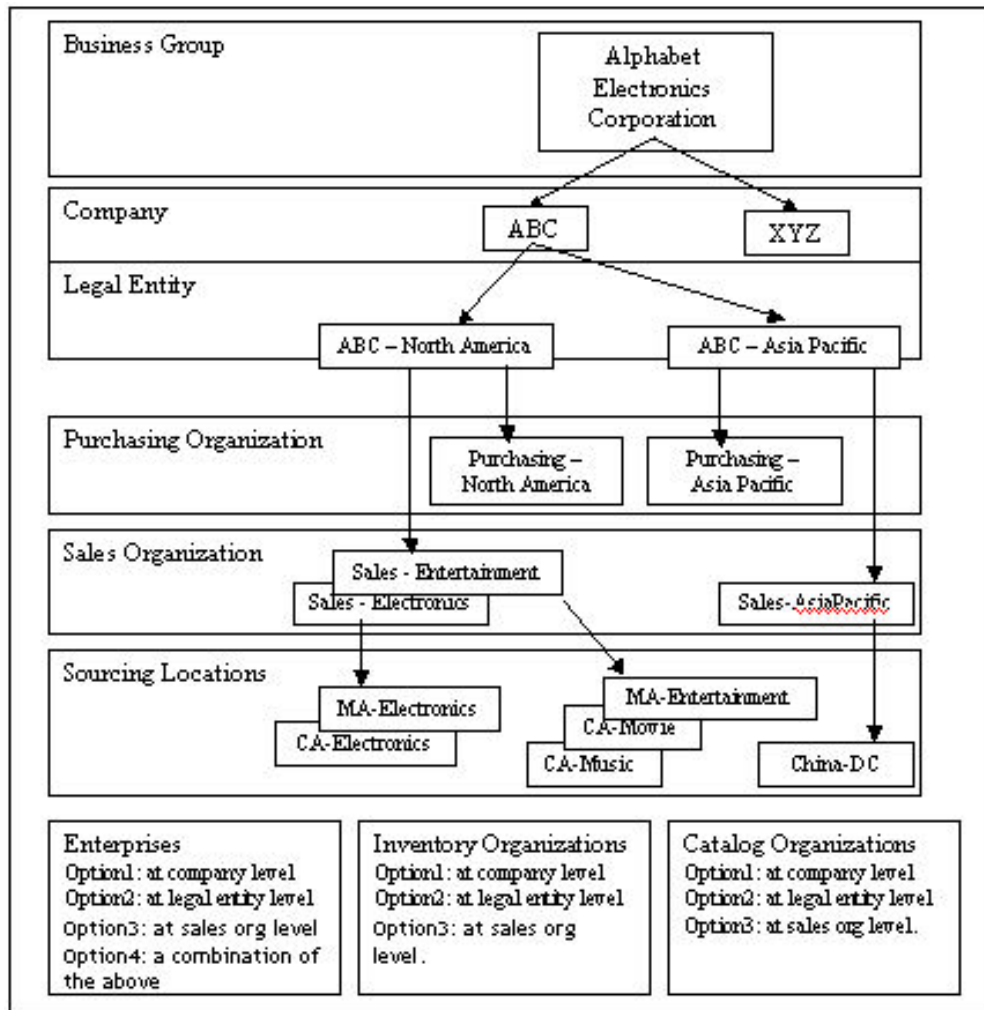 Business Group
Alphabet
Electronics
Corporation
Company
ABC
XYZ
Legal Entity
ABC – North America
ABC – Asia Pacific
Purchasing Organization
Purchasing –
North America
Purchasing –
Asia Pacific
Sales Organization
Sales - Entertainment
Sales - Electronics
Sales- AsiaPacific
Sourcing Locations
MA-Electronics
CA-Electronics
MA-Entertainment
CA-Movie
CA-Music
China-DC
Enterprises
Option1: at company level
Option2: at legal entity level
Option3: at sales org level
Option4: a combination of
the above
Inventory Organizations
Option1: at company level
Option2: at legal entity level
Option3: at sales org
level.
Catalog Organizations
Option1: at company level
Option2: at legal entity level
Option3: at sales org level.